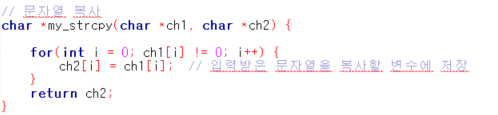 // 문자열 복사
char *my_strcpy(char *ch1, char *ch2) {
for(int i = 0; ch1[i] != 0; i++) {
ch2[i] = ch1[i]; // 입력받은 문자열을 복사할 변수에 저장
}
return ch2;
}